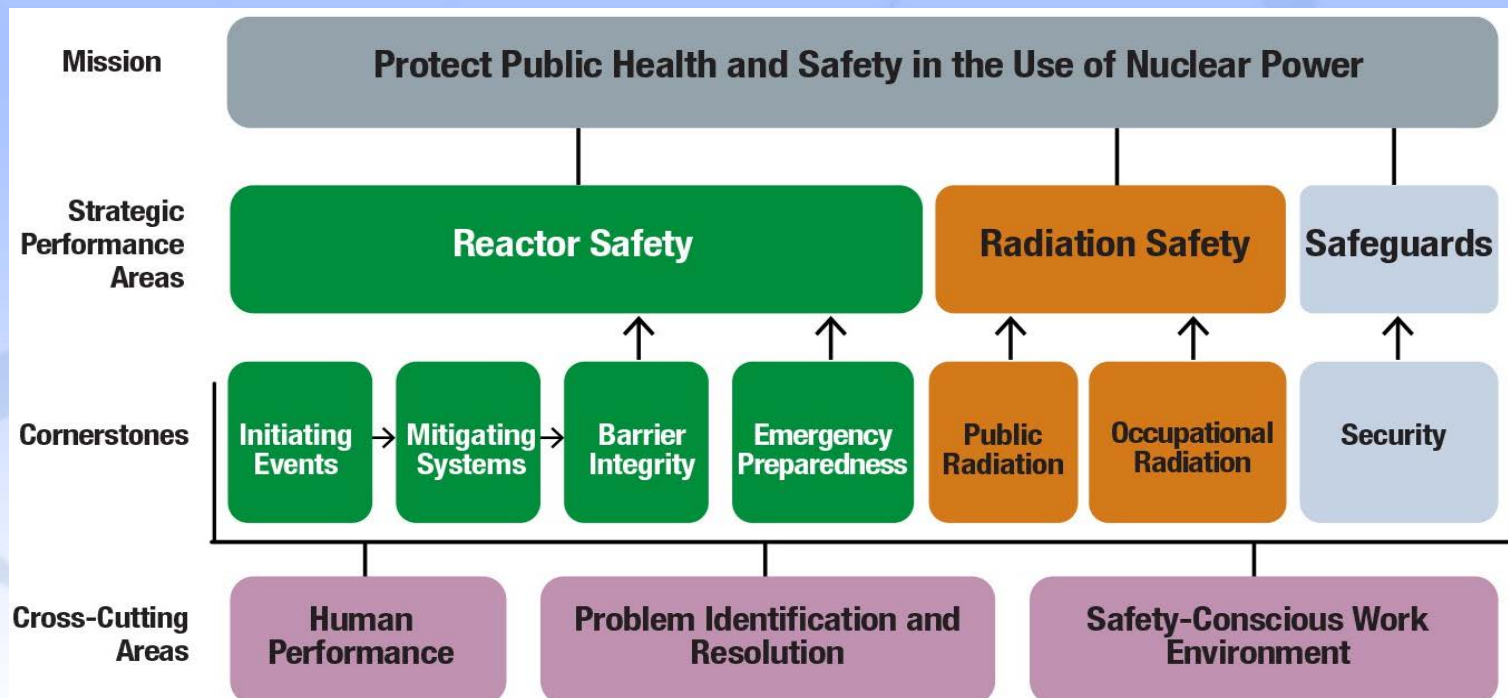 Mission
Protect Public Health and Safety in the Use of Nuclear Power
Strategic
Performance
Areas
Reactor Safety
Radiation Safety
Safeguards
Cornerstones
Initiating
Events
Mitigating
Systems
Barrier
Integrity
Emergency
Preparedness
Public
Radiation
Occupational
Radiation
Security
Cross-Cutting
Areas
Human
Performance
Problem Identification and
Resolution
Safety-Conscious Work
Environment